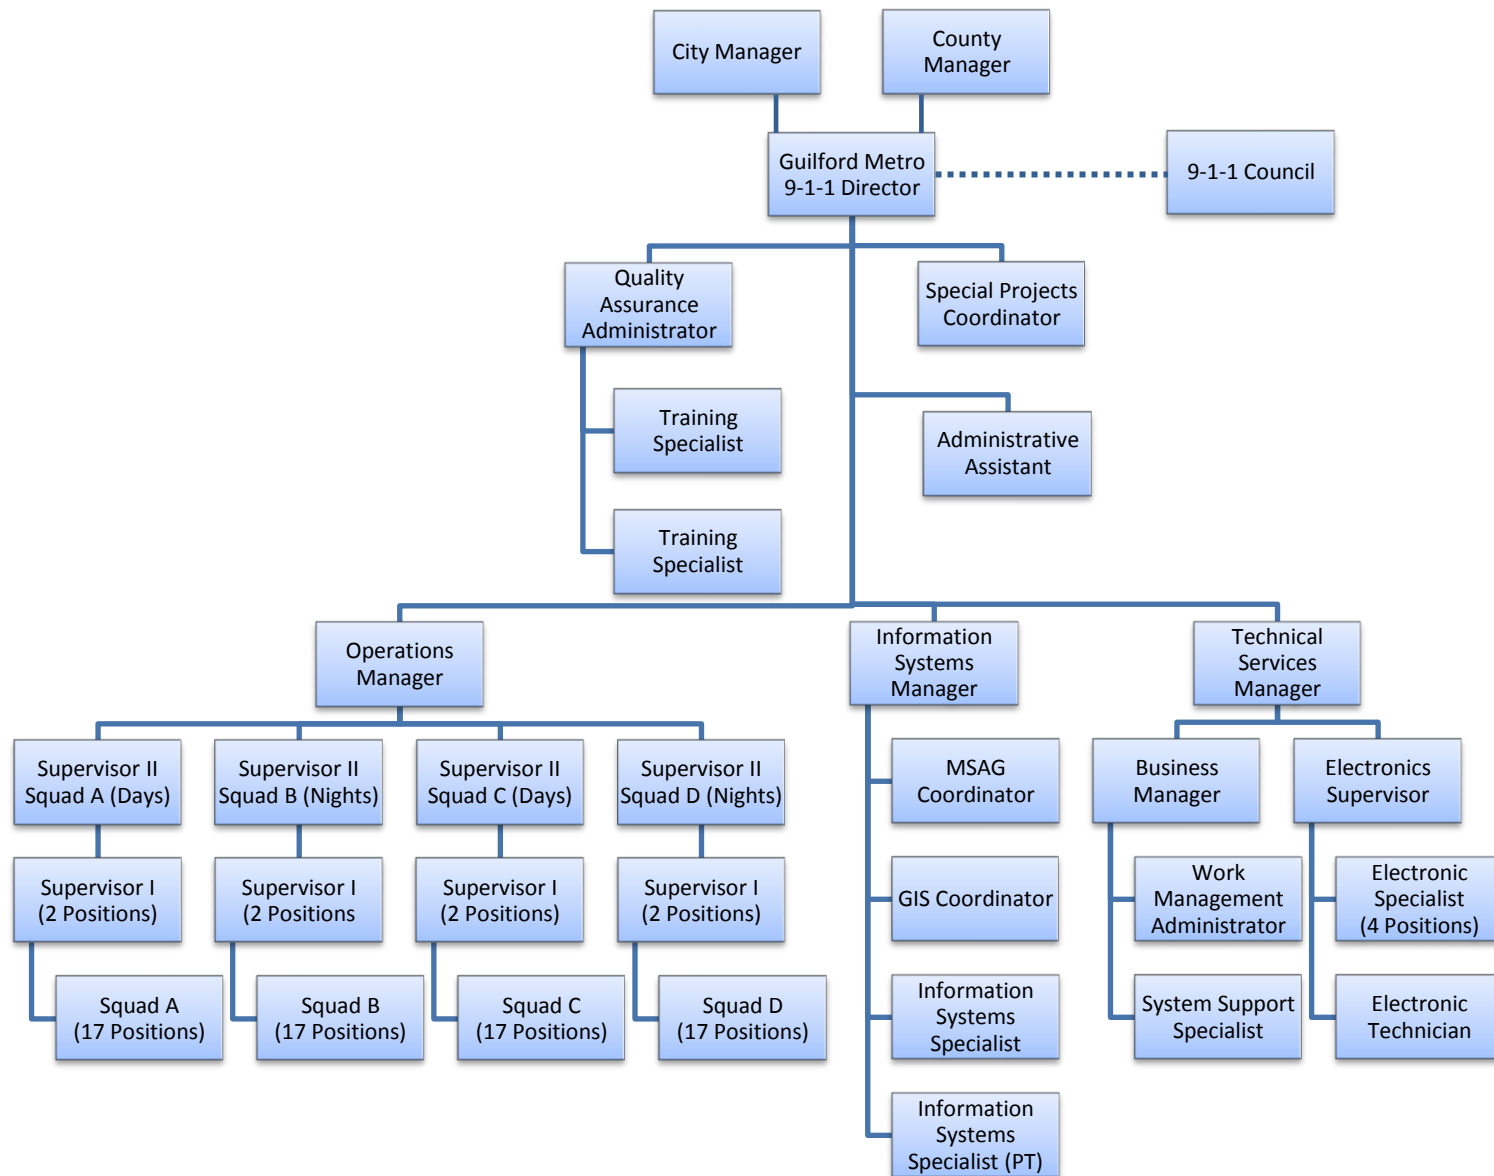 City Manager
County
Manager
Guilford Metro
9-1-1 Director
9-1-1 Council
Quality
Assurance
Administrator
Special Projects
Coordinator
Training
Specialist
Administrative
Assistant
Training
Specialist
Operations
Manager
Information
Systems
Manager
Technical
Services
Manager
Supervisor II
Squad A (Days)
Supervisor II
Squad B (Nights)
Supervisor II
Squad C (Days)
Supervisor II
Squad D (Nights)
MSAG
Coordinator
Business
Manager
Electronics
Supervisor
Supervisor I
(2 Positions)
Supervisor I
(2 Positions
Supervisor I
(2 Positions)
Supervisor I
(2 Positions)
GIS Coordinator
Work
Management
Administrator
Electronic
Specialist
(4 Positions)
Squad A
(17 Positions)
Squad B
(17 Positions)
Squad C
(17 Positions)
Squad D
(17 Positions)
Information
Systems
Specialist
System Support
Specialist
Electronic
Technician
Information
Systems
Specialist (PT)